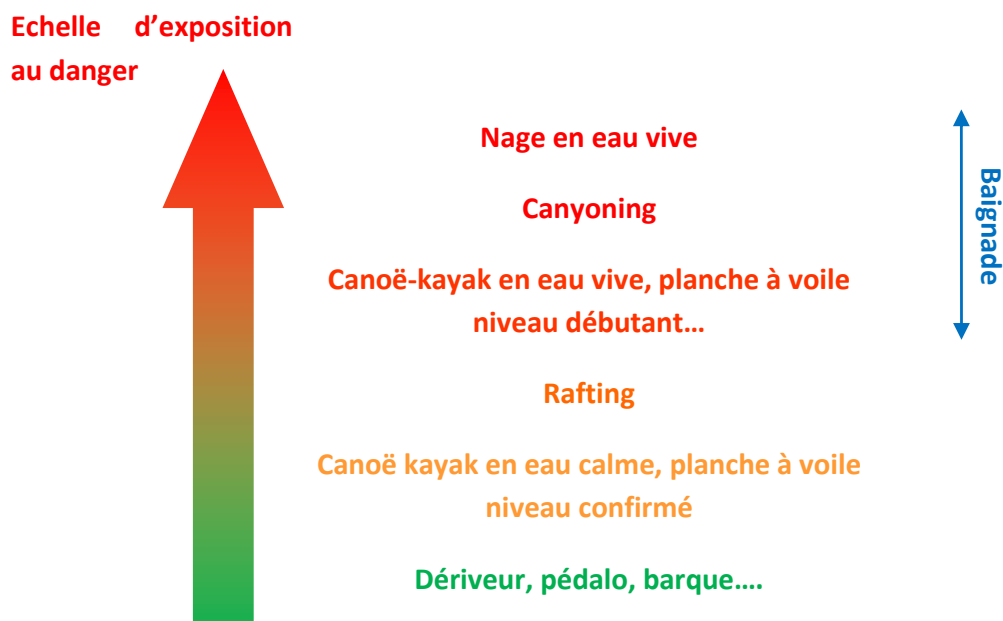 Echelle d’exposition
au danger
Nage en eau vive
Canyoning
Canoë-kayak en eau vive, planche à voile
niveau débutant…
Rafting
Canoë kayak en eau calme, planche à voile
niveau confirmé
Dériveur, pédalo, barque….
Baignade